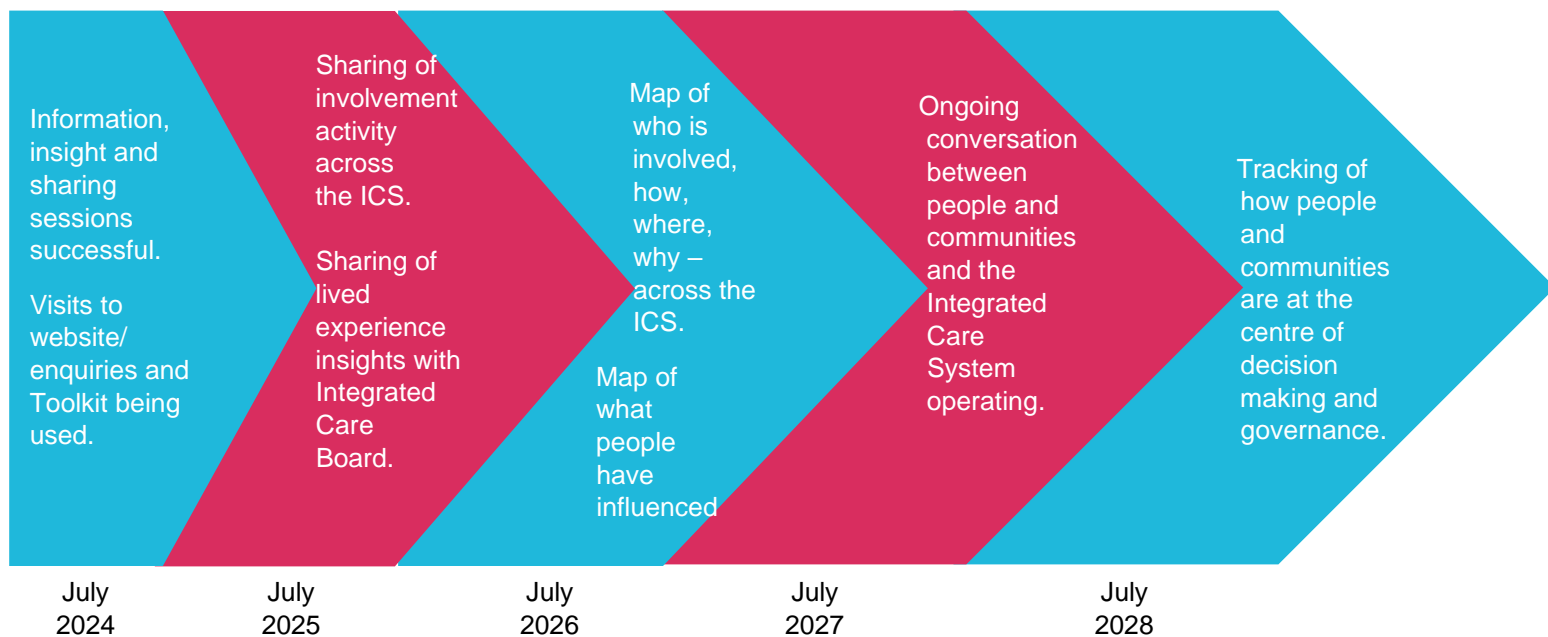 Information,
insight and
sharing
sessions
successful.
Visits to
website/
enquiries and
Toolkit being
used.
Sharing of
involvement
activity
across
the ICS.
Sharing of
lived
experience
insights with
Integrated
Care
Board.
Map of
who is
involved,
how,
where,
why –
across the
ICS.
Map of
what
people
have
influenced
Ongoing
conversation
between
people and
communities
and the
Integrated
Care
System
operating.
Tracking of
how people
and
communities
are at the
centre of
decision
making and
governance.
July
2024
July
2025
July
2026
July
2027
July
2028